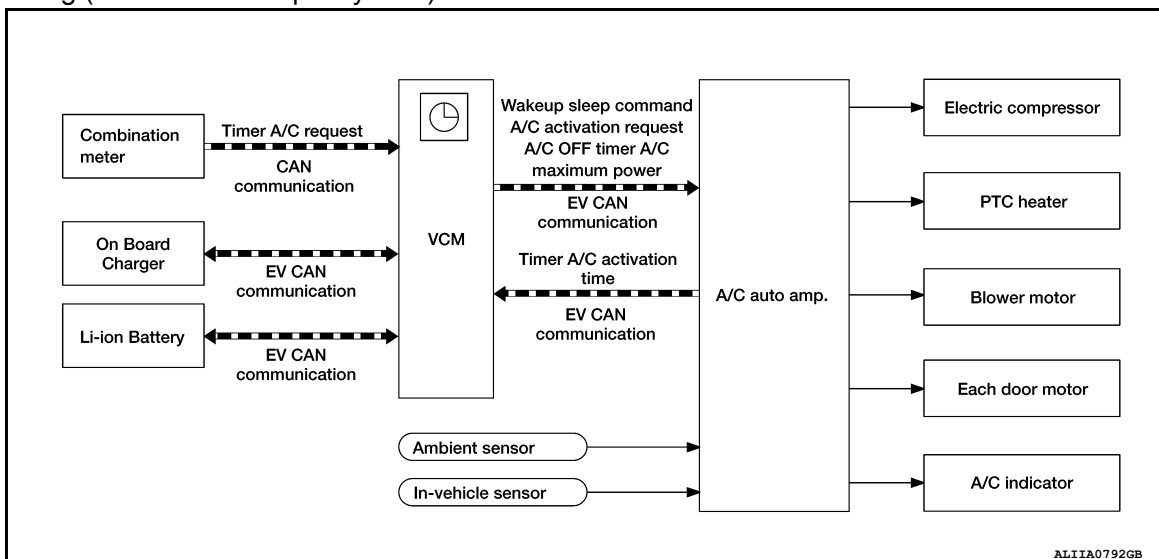 Combination
meter
Timer A/C request
CAN
communication
On Board
Charger
EV CAN
communication
Li-ion Battery
EV CAN
communication
VCM
Wakeup sleep command
A/C activation request
A/C OFF timer A/C
maximum power
EV CAN
communication
Timer A/C activation
time
EV CAN
communication
Ambient sensor
In-vehicle sensor
A/C auto amp.
Electric compressor
PTC heater
Blower motor
Each door motor
A/C indicator
ALIIA0792GB